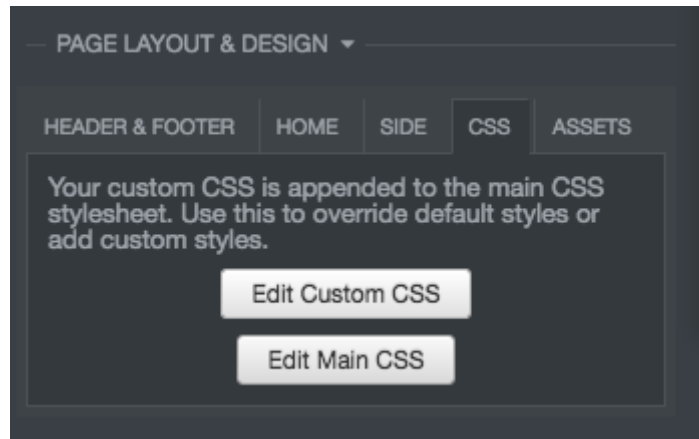 PAGE LAYOUT & DESIGN
HEADER & FOOTER HOME SIDE CSS ASSETS
Your custom CSS is appended to the main CSS
stylesheet. Use this to override default styles or
add custom styles.
Edit Custom CSS
Edit Main CSS